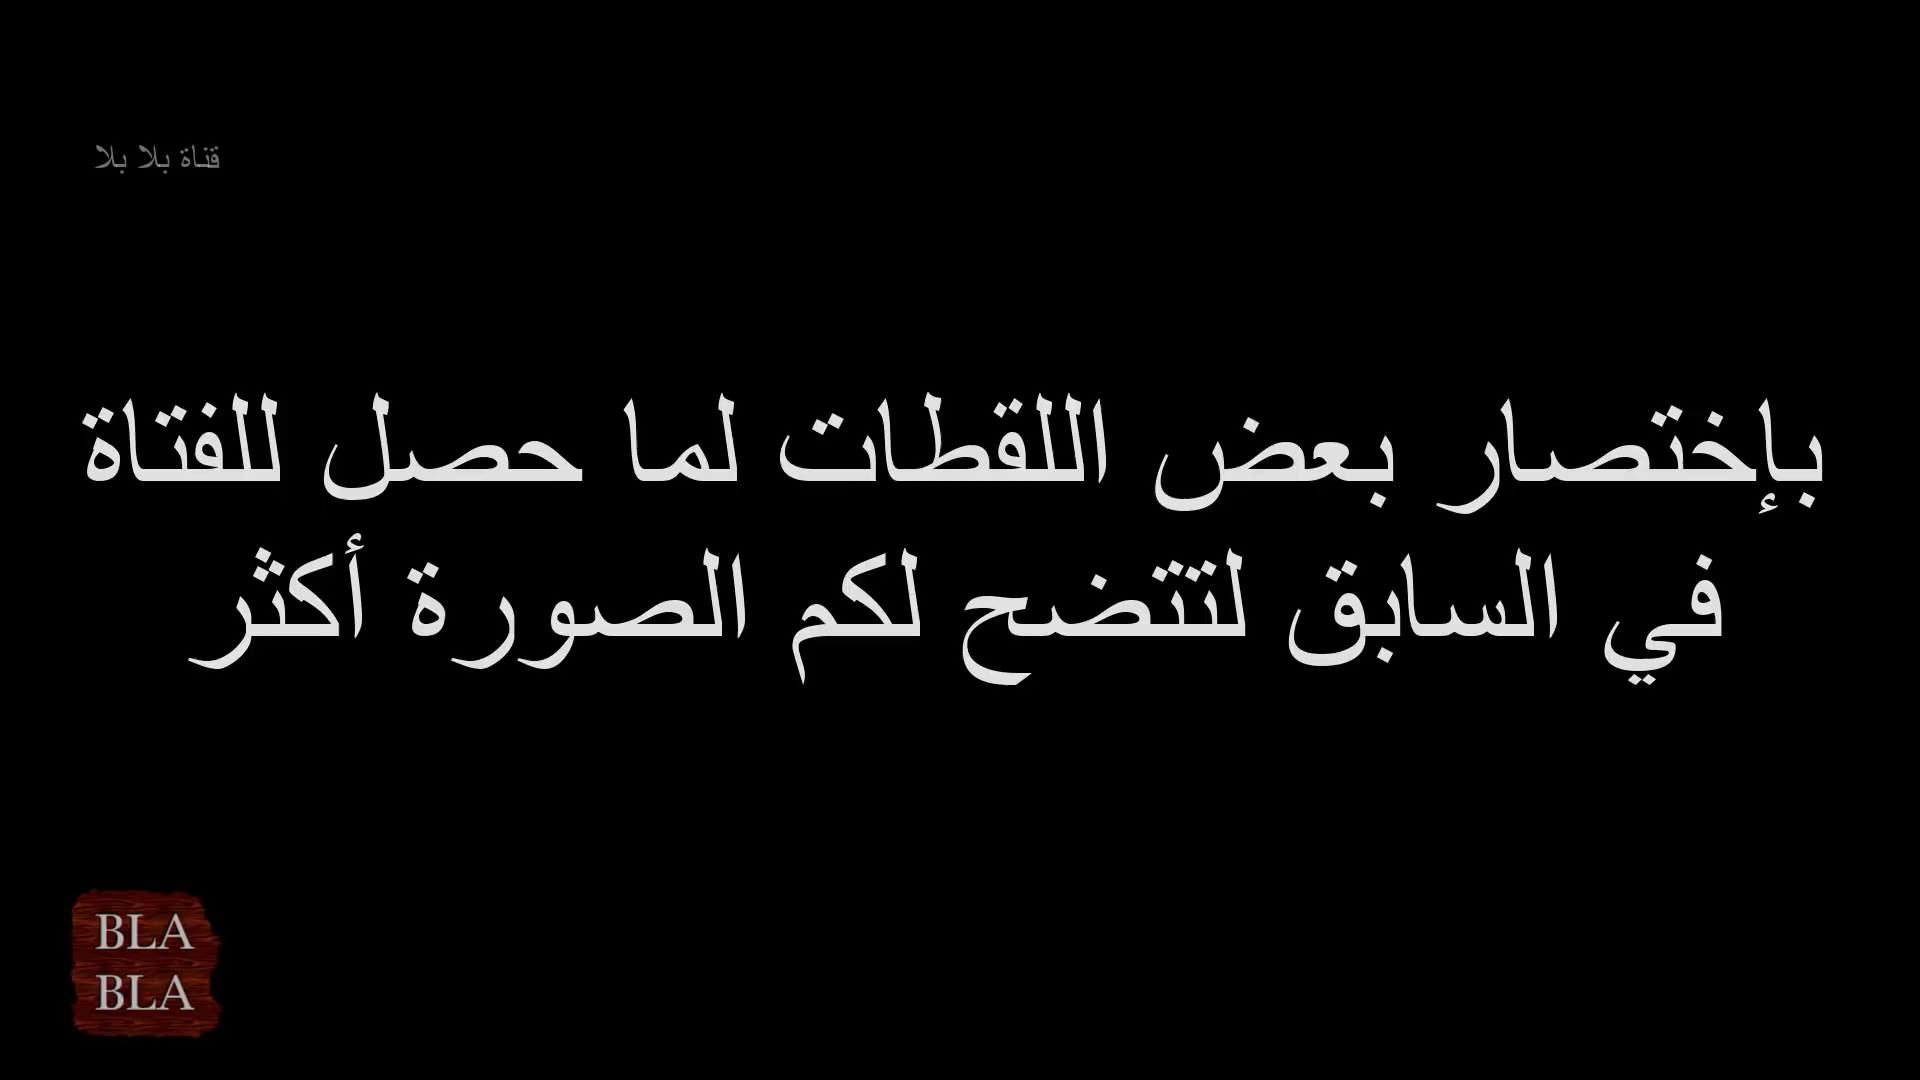 قناة بلا بلا
بإختصار بعض اللقطات لما حصل للفتاة
في السابق لتتضح لكم الصورة أكثر
BLA
BLA